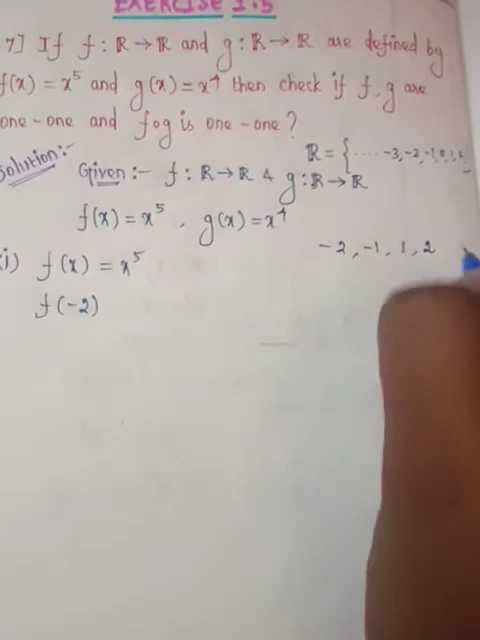 EXERCISE 1.5
7] If f : ℝ → ℝ and g : ℝ → ℝ are defined by
f(x) = x⁵ and g(x) = x⁴ then check if f, g are
one-one and fog is one-one?
Solution:-
ℝ = {.....-3,-2,-1,0,1,
Given:- f : ℝ → ℝ & g : ℝ → ℝ
f(x) = x⁵, g(x) = x⁴
-2, -1, 1, 2
i) f(x) = x⁵
f(-2)